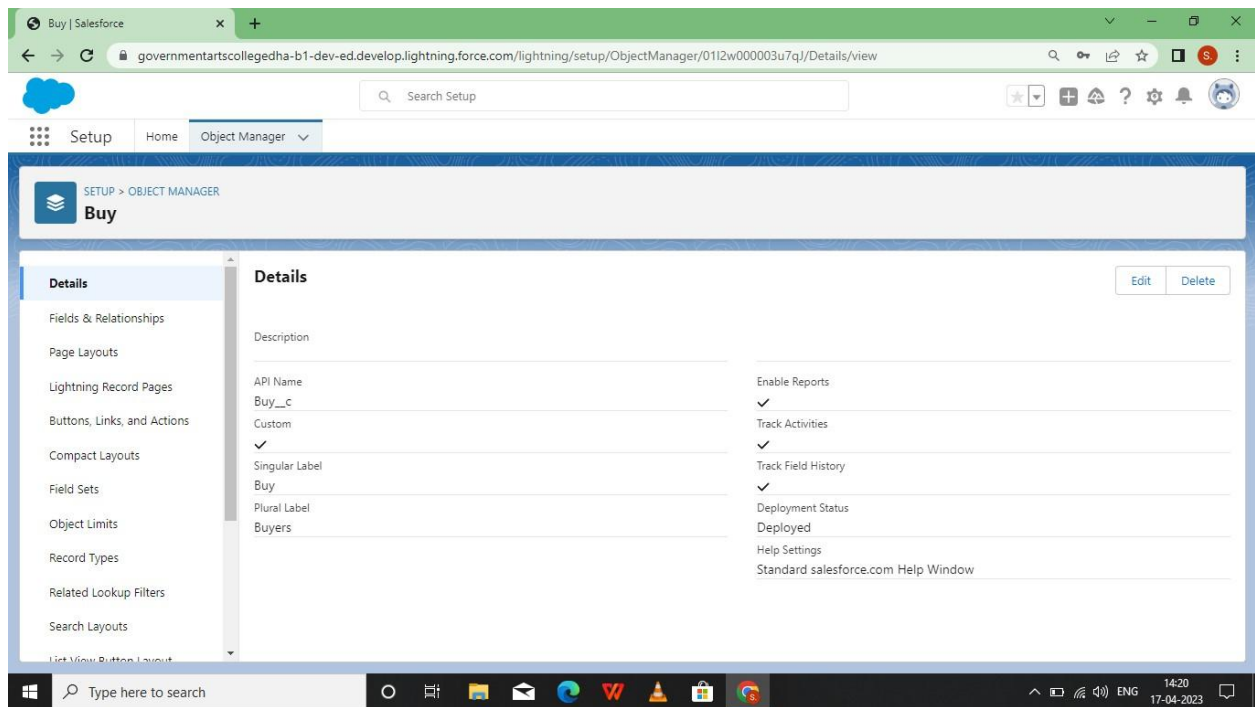 Buy | Salesforce
governmentartscollegedha-b1-dev-ed.develop.lightning.force.com/lightning/setup/ObjectManager/01I2w000003u7qJ/Details/view
S.
Search Setup
Setup
Home
Object Manager
SETUP > OBJECT MANAGER
Buy
Details
Fields & Relationships
Page Layouts
Lightning Record Pages
Buttons, Links, and Actions
Compact Layouts
Field Sets
Object Limits
Record Types
Related Lookup Filters
Search Layouts
List View Button Layout
Details
Edit
Delete
Description
API Name
Buy__c
Custom
Singular Label
Buy
Plural Label
Buyers
Enable Reports
Track Activities
Track Field History
Deployment Status
Deployed
Help Settings
Standard salesforce.com Help Window
Type here to search
ENG
14:20
17-04-2023